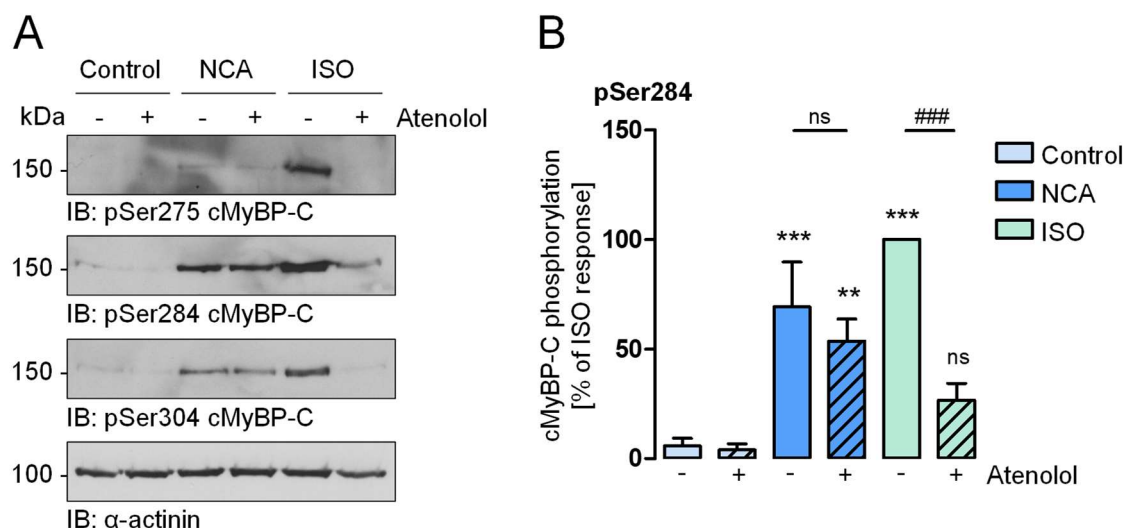 A
Control NCA ISO
kDa - + - + - + Atenolol
150
IB: pSer275 cMyBP-C
150
IB: pSer284 cMyBP-C
150
IB: pSer304 cMyBP-C
100
IB: α-actinin
B
pSer284
cMyBP-C phosphorylation
[% of ISO response]
150
100
50
0
ns
###
***
**
***
ns
- + - + - + Atenolol
Control
NCA
ISO